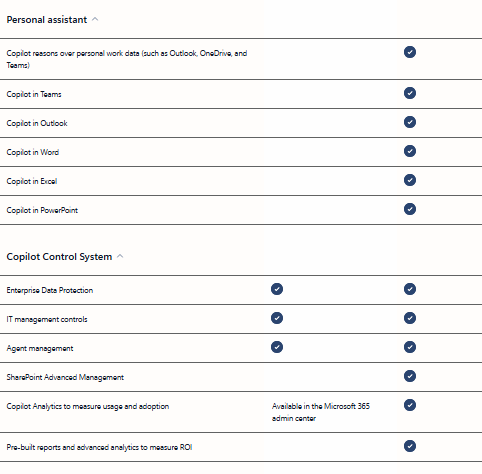 Personal assistant
Copilot reasons over personal work data (such as Outlook, OneDrive, and
Teams)
Copilot in Teams
Copilot in Outlook
Copilot in Word
Copilot in Excel
Copilot in PowerPoint
Copilot Control System
Enterprise Data Protection
IT management controls
Agent management
SharePoint Advanced Management
Copilot Analytics to measure usage and adoption
Available in the Microsoft 365
admin center
Pre-built reports and advanced analytics to measure ROI